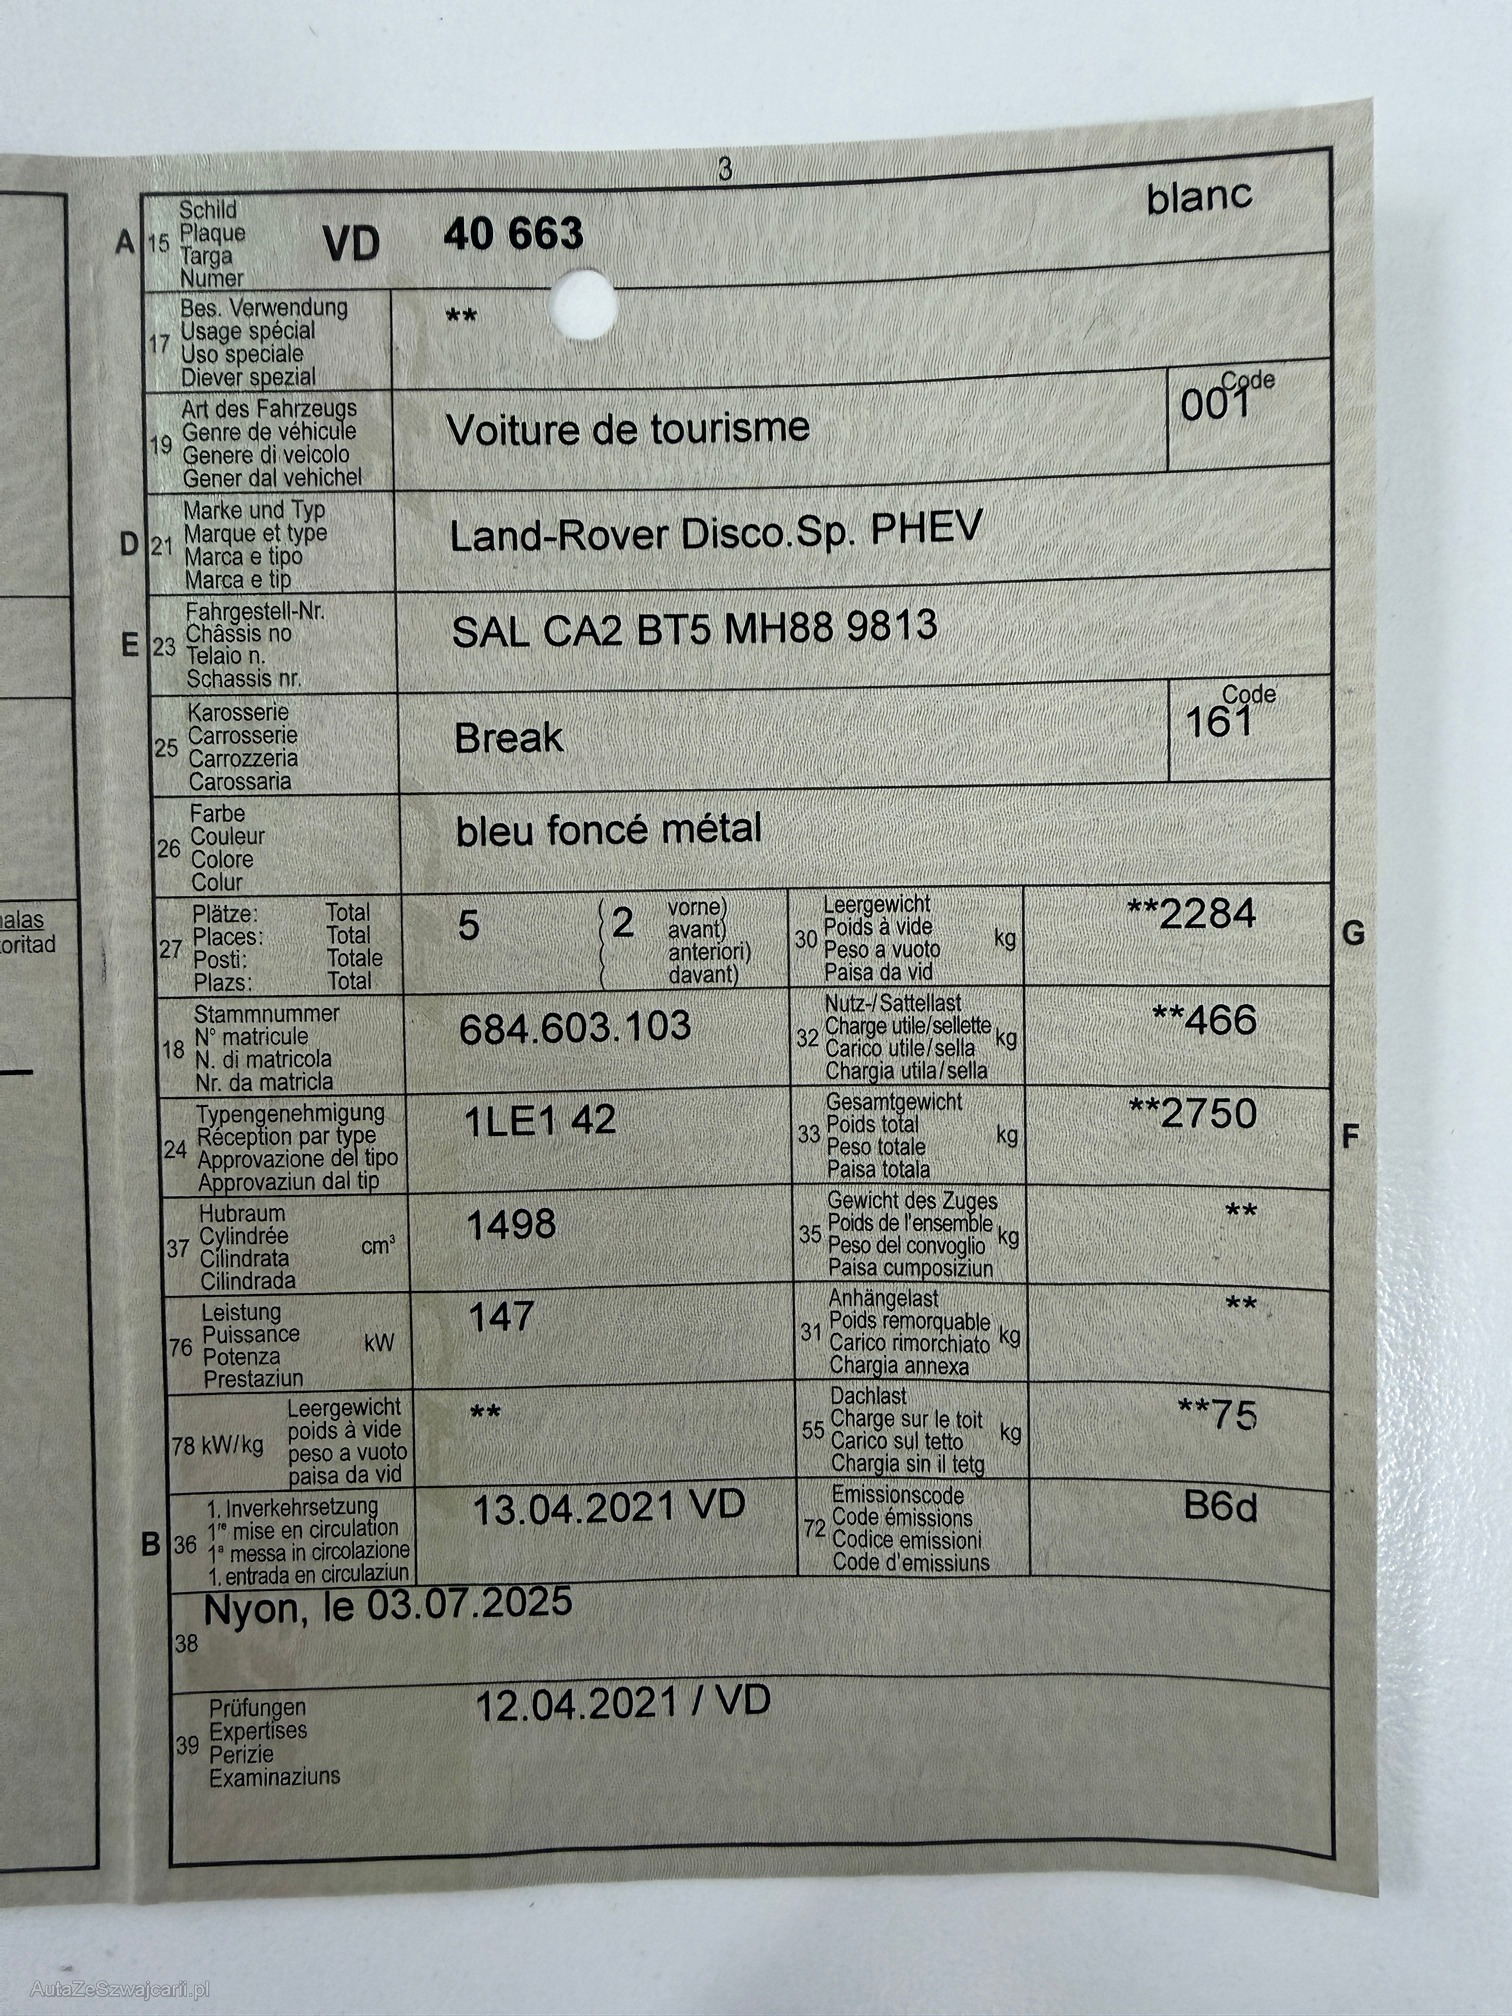 3
A 15 Schild Plaque Targa Numer VD 40 663 blanc
17 Bes. Verwendung Usage spécial Uso speciale Diever spezial **
19 Art des Fahrzeugs Genre de véhicule Genere di veicolo Gener dal vehichel Voiture de tourisme Code 001
D 21 Marke und Typ Marque et type Marca e tipo Marca e tip Land-Rover Disco.Sp. PHEV
E 23 Fahrgestell-Nr. Châssis no Telaio n. Schassis nr. SAL CA2 BT5 MH88 9813
25 Karosserie Carrosserie Carrozzeria Carossaria Break Code 161
26 Farbe Couleur Colore Colur bleu foncé métal
nalas
oritad
27 Plätze: Total Places: Total Posti: Totale Plazs: Total 5 (2 vorne) avant) anteriori) davant)
30 Leergewicht Poids à vide Peso a vuoto Paisa da vid kg **2284 G
18 Stammnummer N° matricule N. di matricola Nr. da matricla 684.603.103
32 Nutz-/Sattellast Charge utile/sellette Carico utile/sella Chargia utila/sella kg **466
24 Typengenehmigung Réception par type Approvazione del tipo Approvaziun dal tip 1LE1 42
33 Gesamtgewicht Poids total Peso totale Paisa totala kg **2750 F
37 Hubraum Cylindrée Cilindrata Cilindrada cm³ 1498
35 Gewicht des Zuges Poids de l'ensemble Peso del convoglio Paisa cumposiziun kg **
76 Leistung Puissance Potenza Prestaziun kW 147
31 Anhängelast Poids remorquable Carico rimorchiato Chargia annexa kg **
78 kW/kg Leergewicht poids à vide peso a vuoto paisa da vid **
55 Dachlast Charge sur le toit Carico sul tetto Chargia sin il tetg kg **75
B 36 1. Inverkehrsetzung 1re mise en circulation 1a messa in circolazione 1. entrada en circulaziun 13.04.2021 VD
72 Emissionscode Code émissions Codice emissioni Code d'emissiuns B6d
38 Nyon, le 03.07.2025
39 Prüfungen Expertises Perizie Examinaziuns 12.04.2021 / VD
AutaZeSzwajcarii.pl